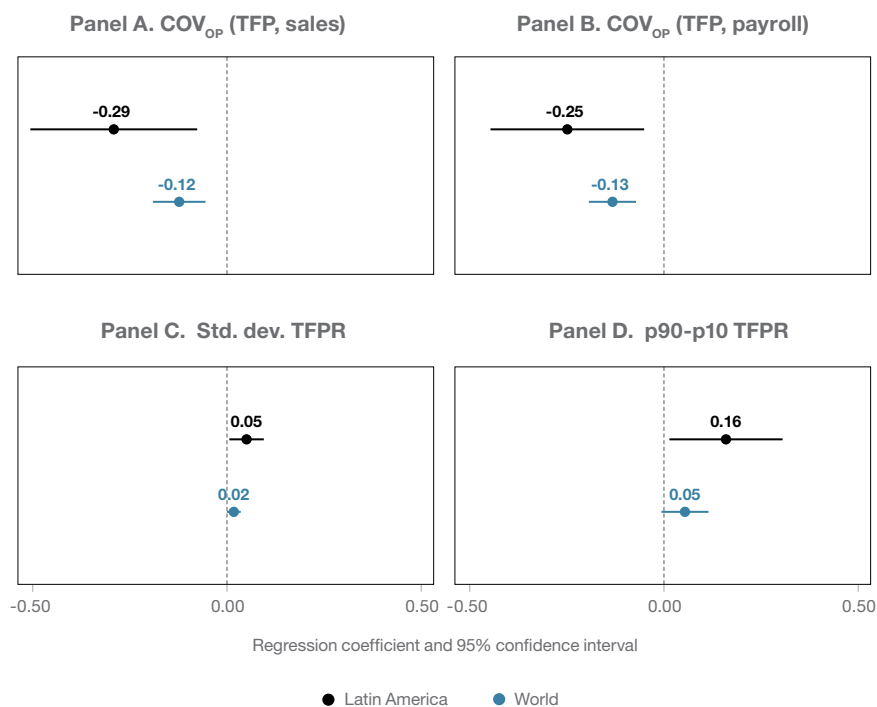 Panel A. COV_OP (TFP, sales)
Panel B. COV_OP (TFP, payroll)
-0.29
-0.12
-0.25
-0.13
Panel C. Std. dev. TFPR
Panel D. p90-p10 TFPR
0.05
0.02
0.16
0.05
-0.50 0.00 0.50
-0.50 0.00 0.50
Regression coefficient and 95% confidence interval
Latin America World